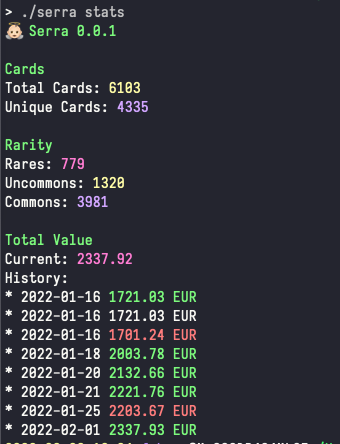 > ./serra stats
Serra 0.0.1
Cards
Total Cards: 6103
Unique Cards: 4335
Rarity
Rares: 779
Uncommons: 1320
Commons: 3981
Total Value
Current: 2337.92
History:
* 2022-01-16 1721.03 EUR
* 2022-01-16 1721.03 EUR
* 2022-01-16 1701.24 EUR
* 2022-01-18 2003.78 EUR
* 2022-01-20 2132.66 EUR
* 2022-01-21 2221.76 EUR
* 2022-01-25 2203.67 EUR
* 2022-02-01 2337.93 EUR